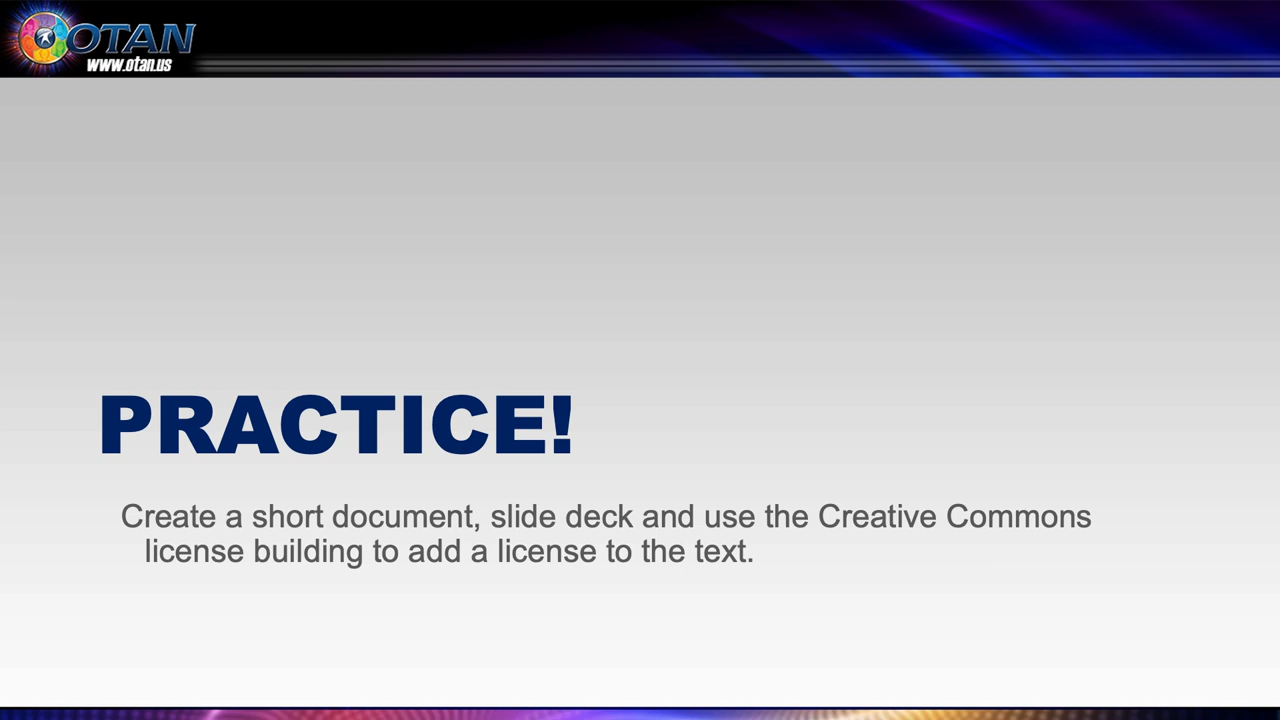 OTAN
www.otan.us
PRACTICE!
Create a short document, slide deck and use the Creative Commons
license building to add a license to the text.